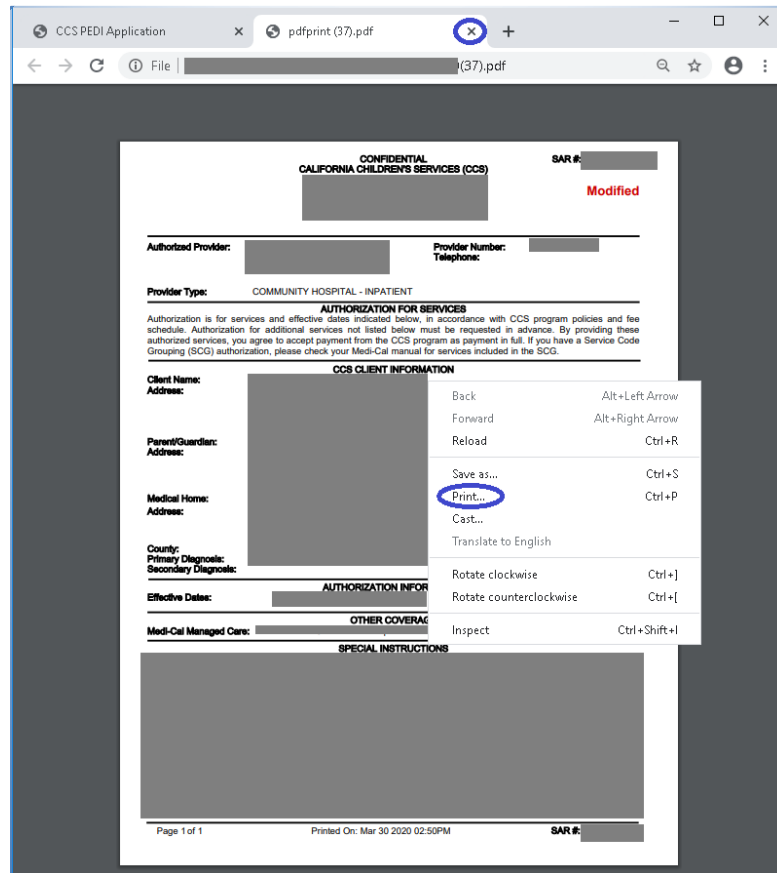 CCS PEDI Application
pdfprint (37).pdf
File
(37).pdf
CONFIDENTIAL
CALIFORNIA CHILDREN'S SERVICES (CCS)
SAR #:
Modified
Authorized Provider:
Provider Number:
Telephone:
Provider Type: COMMUNITY HOSPITAL - INPATIENT
AUTHORIZATION FOR SERVICES
Authorization is for services and effective dates indicated below, in accordance with CCS program policies and fee
schedule. Authorization for additional services not listed below must be requested in advance. By providing these
authorized services, you agree to accept payment from the CCS program as payment in full. If you have a Service Code
Grouping (SCG) authorization, please check your Medi-Cal manual for services included in the SCG.
CCS CLIENT INFORMATION
Client Name:
Address:
Parent/Guardian:
Address:
Medical Home:
Address:
County:
Primary Diagnosis:
Secondary Diagnosis:
Back Alt+Left Arrow
Forward Alt+Right Arrow
Reload Ctrl+R
Save as... Ctrl+S
Print... Ctrl+P
Cast...
Translate to English
Rotate clockwise Ctrl+]
Rotate counterclockwise Ctrl+[
Inspect Ctrl+Shift+I
AUTHORIZATION INFOR
Effective Dates:
OTHER COVERAG
Medi-Cal Managed Care:
SPECIAL INSTRUCTIONS
Page 1 of 1
Printed On: Mar 30 2020 02:50PM
SAR #: